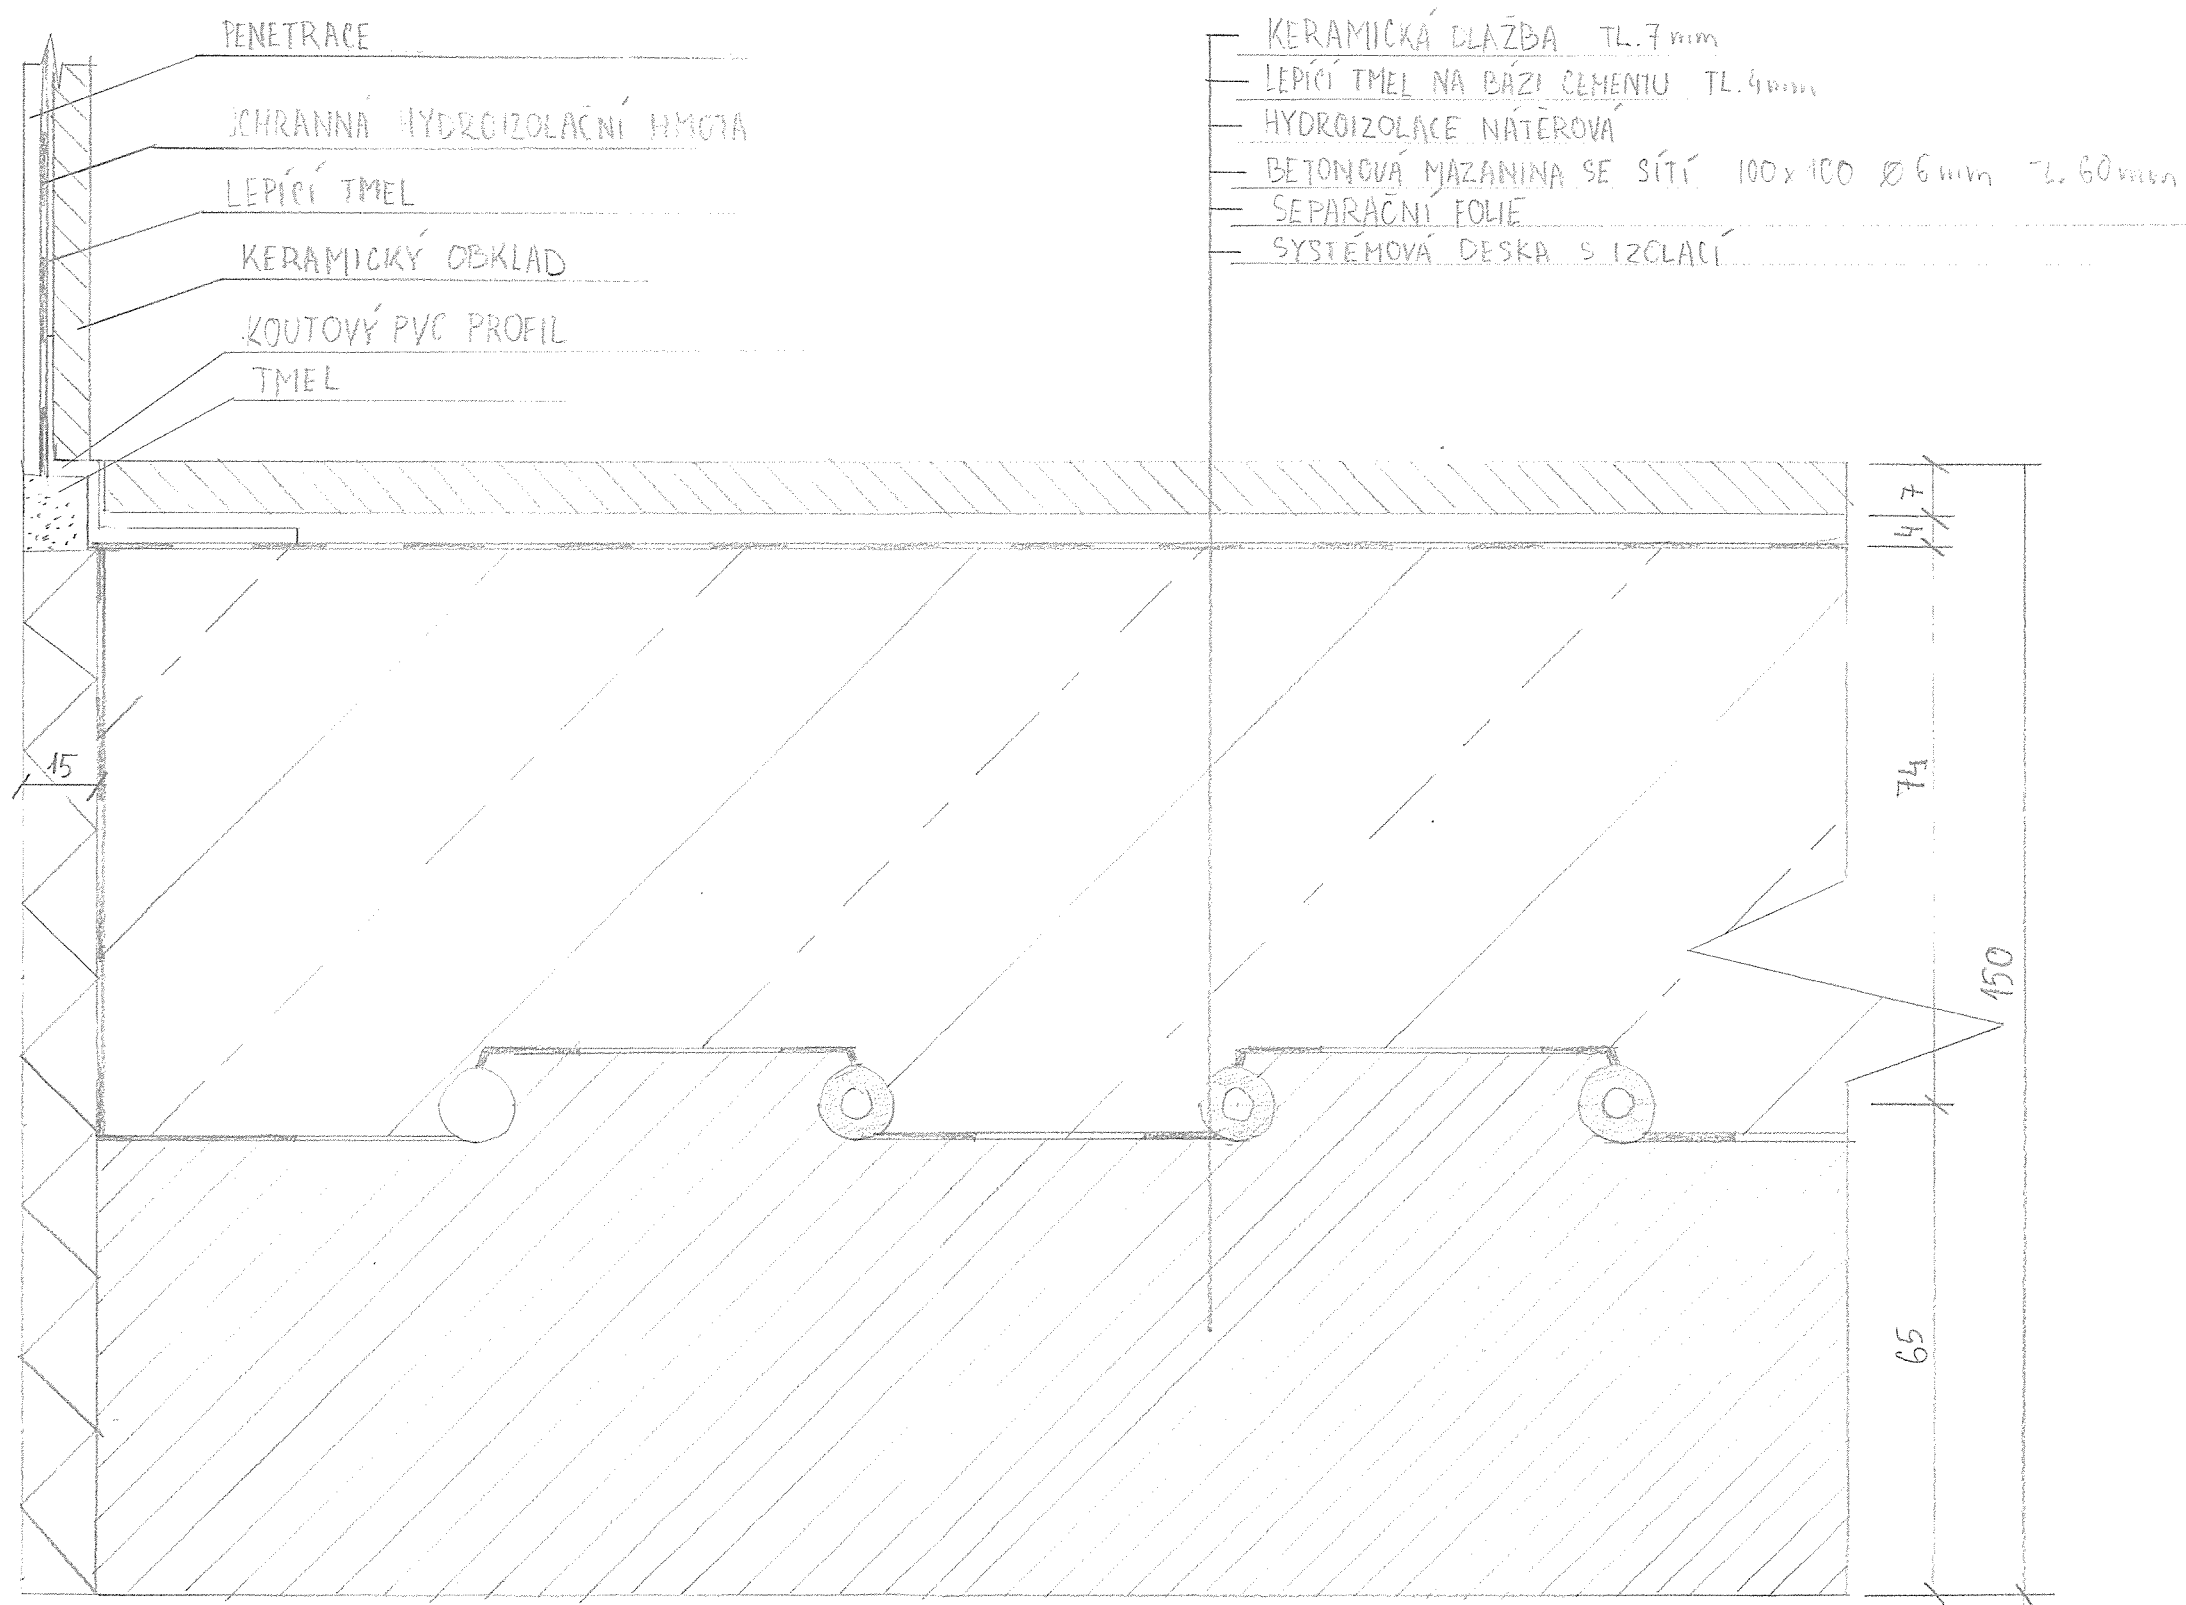 PENETRACE
OCHRANNÁ HYDROIZOLAČNÍ HMOTA
LEPÍCÍ TMEL
KERAMICKÝ OBKLAD
KOUTOVÝ PVC PROFIL
TMEL
KERAMICKÁ DLAŽBA TL. 7 mm
LEPÍCÍ TMEL NA BÁZI CEMENTU TL. 4 mm
HYDROIZOLACE NÁTĚROVÁ
BETONOVÁ MAZANINA SE SÍTÍ 100 x 100 Ø 6 mm TL. 60 mm
SEPARAČNÍ FOLIE
SYSTÉMOVÁ DESKA S IZOLACÍ
7
4
15
74
150
65